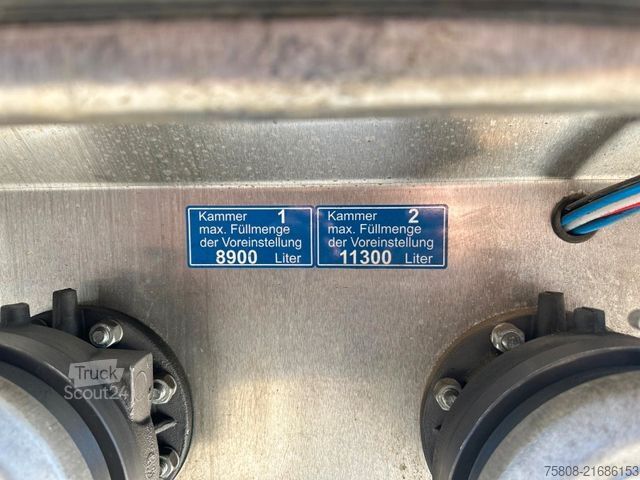 Kammer 1
max. Füllmenge
der Voreinstellung
8900 Liter
Kammer 2
max. Füllmenge
der Voreinstellung
11300 Liter
Truck
Scout24
75808-21686153